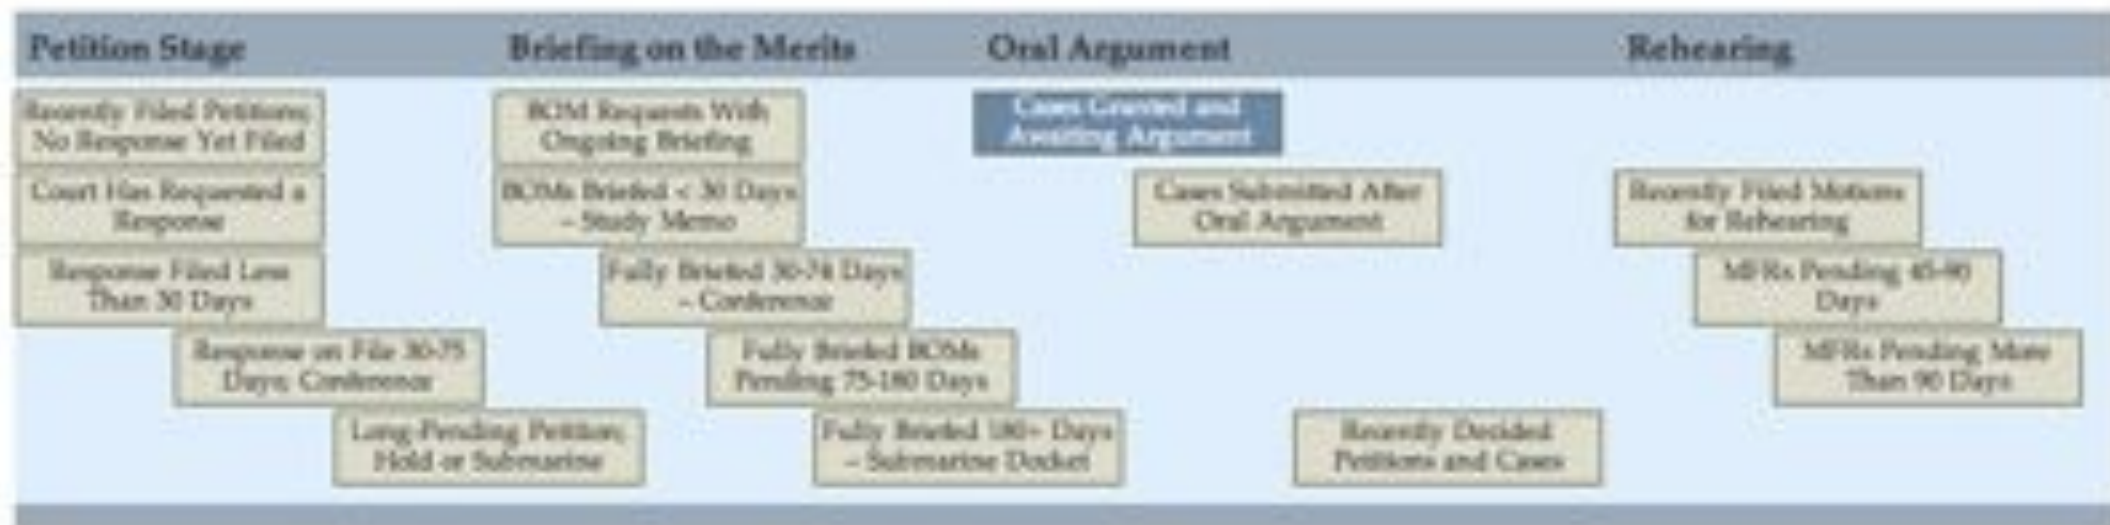 Petition Stage
Briefing on the Merits
Oral Argument
Rehearing
Recently Filed Petitions;
No Response Yet Filed
Court Has Requested a
Response
Response Filed Less
Than 30 Days
Response on File 30-75
Days; Conference
Long-Pending Petition;
Hold or Submarine
BOM Requests With
Ongoing Briefing
BOMs Briefed < 30 Days
– Study Memo
Fully Briefed 30-74 Days
– Conference
Fully Briefed BOMs
Pending 75-180 Days
Fully Briefed 180+ Days
– Submarine Docket
Cases Granted and
Awaiting Argument
Cases Submitted After
Oral Argument
Recently Decided
Petitions and Cases
Recently Filed Motions
for Rehearing
MFRs Pending 45-90
Days
MFRs Pending More
Than 90 Days